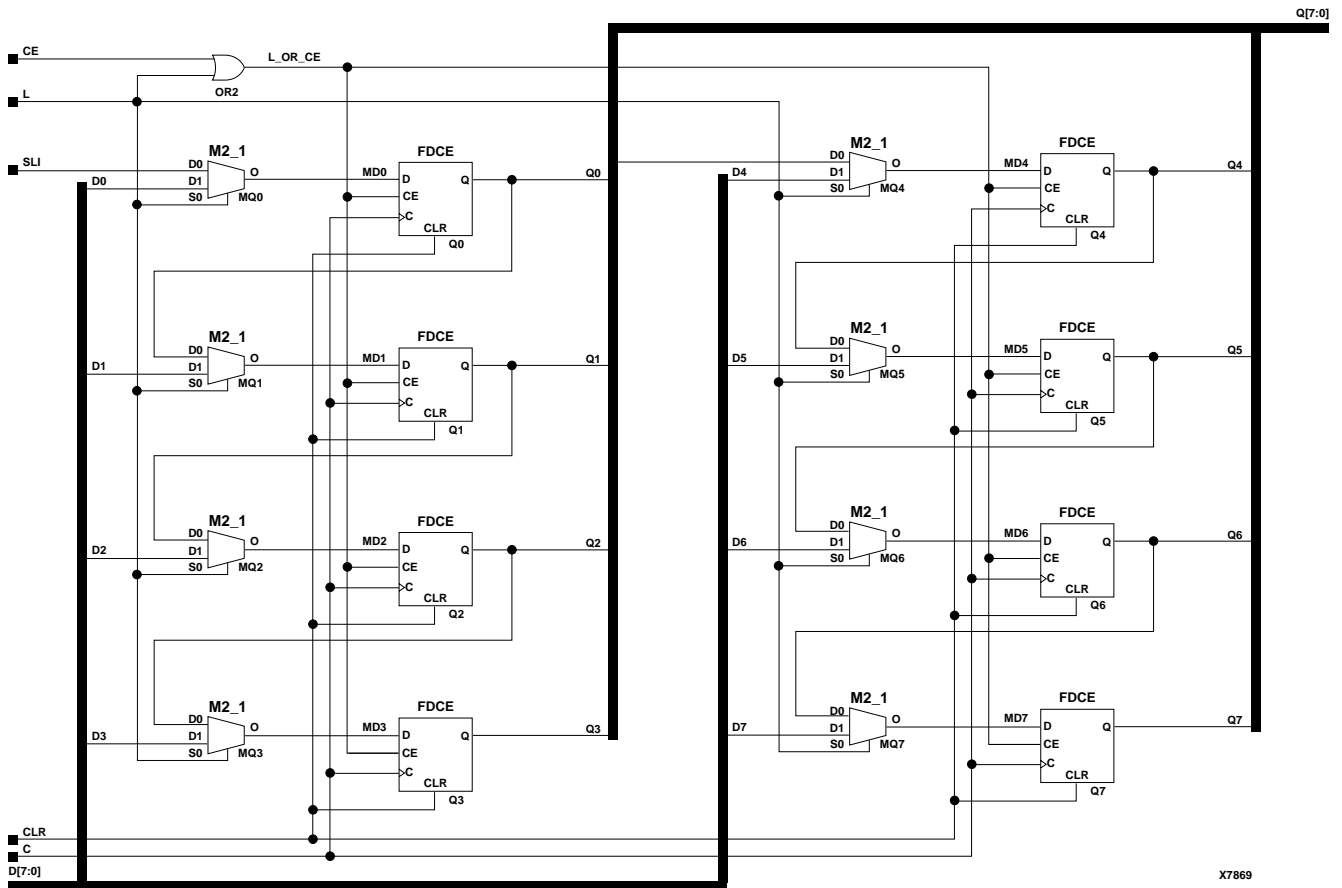 Q[7:0]
CE
L_OR_CE
OR2
L
SLI
M2_1
D0
D1
S0
O
MQ0
D0
MD0
FDCE
D
CE
C
Q
CLR
Q0
Q0
M2_1
D0
D1
S0
O
MQ1
D1
MD1
FDCE
D
CE
C
Q
CLR
Q1
Q1
M2_1
D0
D1
S0
O
MQ2
D2
MD2
FDCE
D
CE
C
Q
CLR
Q2
Q2
M2_1
D0
D1
S0
O
MQ3
D3
MD3
FDCE
D
CE
C
Q
CLR
Q3
Q3
M2_1
D0
D1
S0
O
MQ4
D4
MD4
FDCE
D
CE
C
Q
CLR
Q4
Q4
M2_1
D0
D1
S0
O
MQ5
D5
MD5
FDCE
D
CE
C
Q
CLR
Q5
Q5
M2_1
D0
D1
S0
O
MQ6
D6
MD6
FDCE
D
CE
C
Q
CLR
Q6
Q6
M2_1
D0
D1
S0
O
MQ7
D7
MD7
FDCE
D
CE
C
Q
CLR
Q7
Q7
CLR
C
D[7:0]
X7869